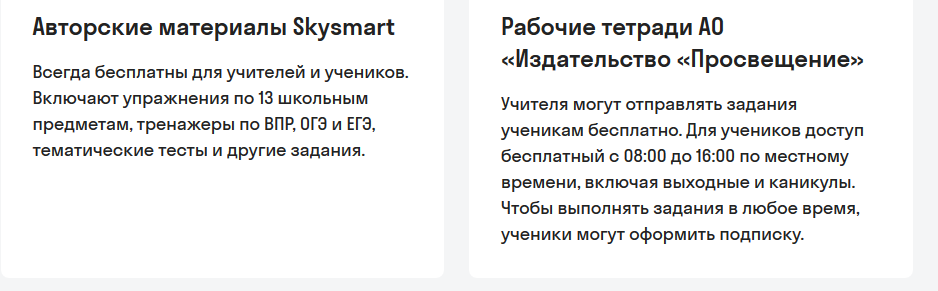 Авторские материалы Skysmart
Всегда бесплатны для учителей и учеников.
Включают упражнения по 13 школьным
предметам, тренажеры по ВПР, ОГЭ и ЕГЭ,
тематические тесты и другие задания.
Рабочие тетради АО
«Издательство «Просвещение»
Учителя могут отправлять задания
ученикам бесплатно. Для учеников доступ
бесплатный с 08:00 до 16:00 по местному
времени, включая выходные и каникулы.
Чтобы выполнять задания в любое время,
ученики могут оформить подписку.